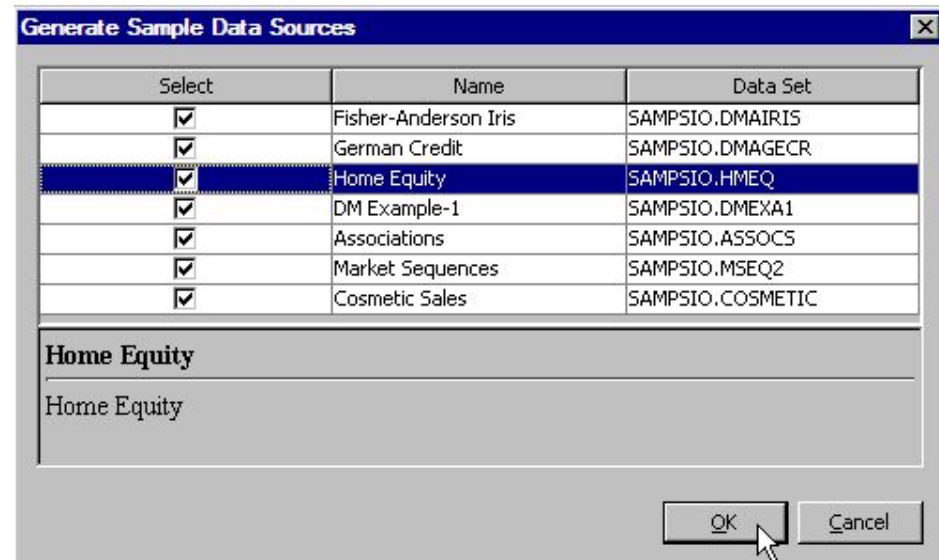 Generate Sample Data Sources
Select Name Data Set
Fisher-Anderson Iris SAMPSIO.DMAIRIS
German Credit SAMPSIO.DMAGECR
Home Equity SAMPSIO.HMEQ
DM Example-1 SAMPSIO.DMEXA1
Associations SAMPSIO.ASSOCS
Market Sequences SAMPSIO.MSEQ2
Cosmetic Sales SAMPSIO.COSMETIC
Home Equity
Home Equity
OK Cancel